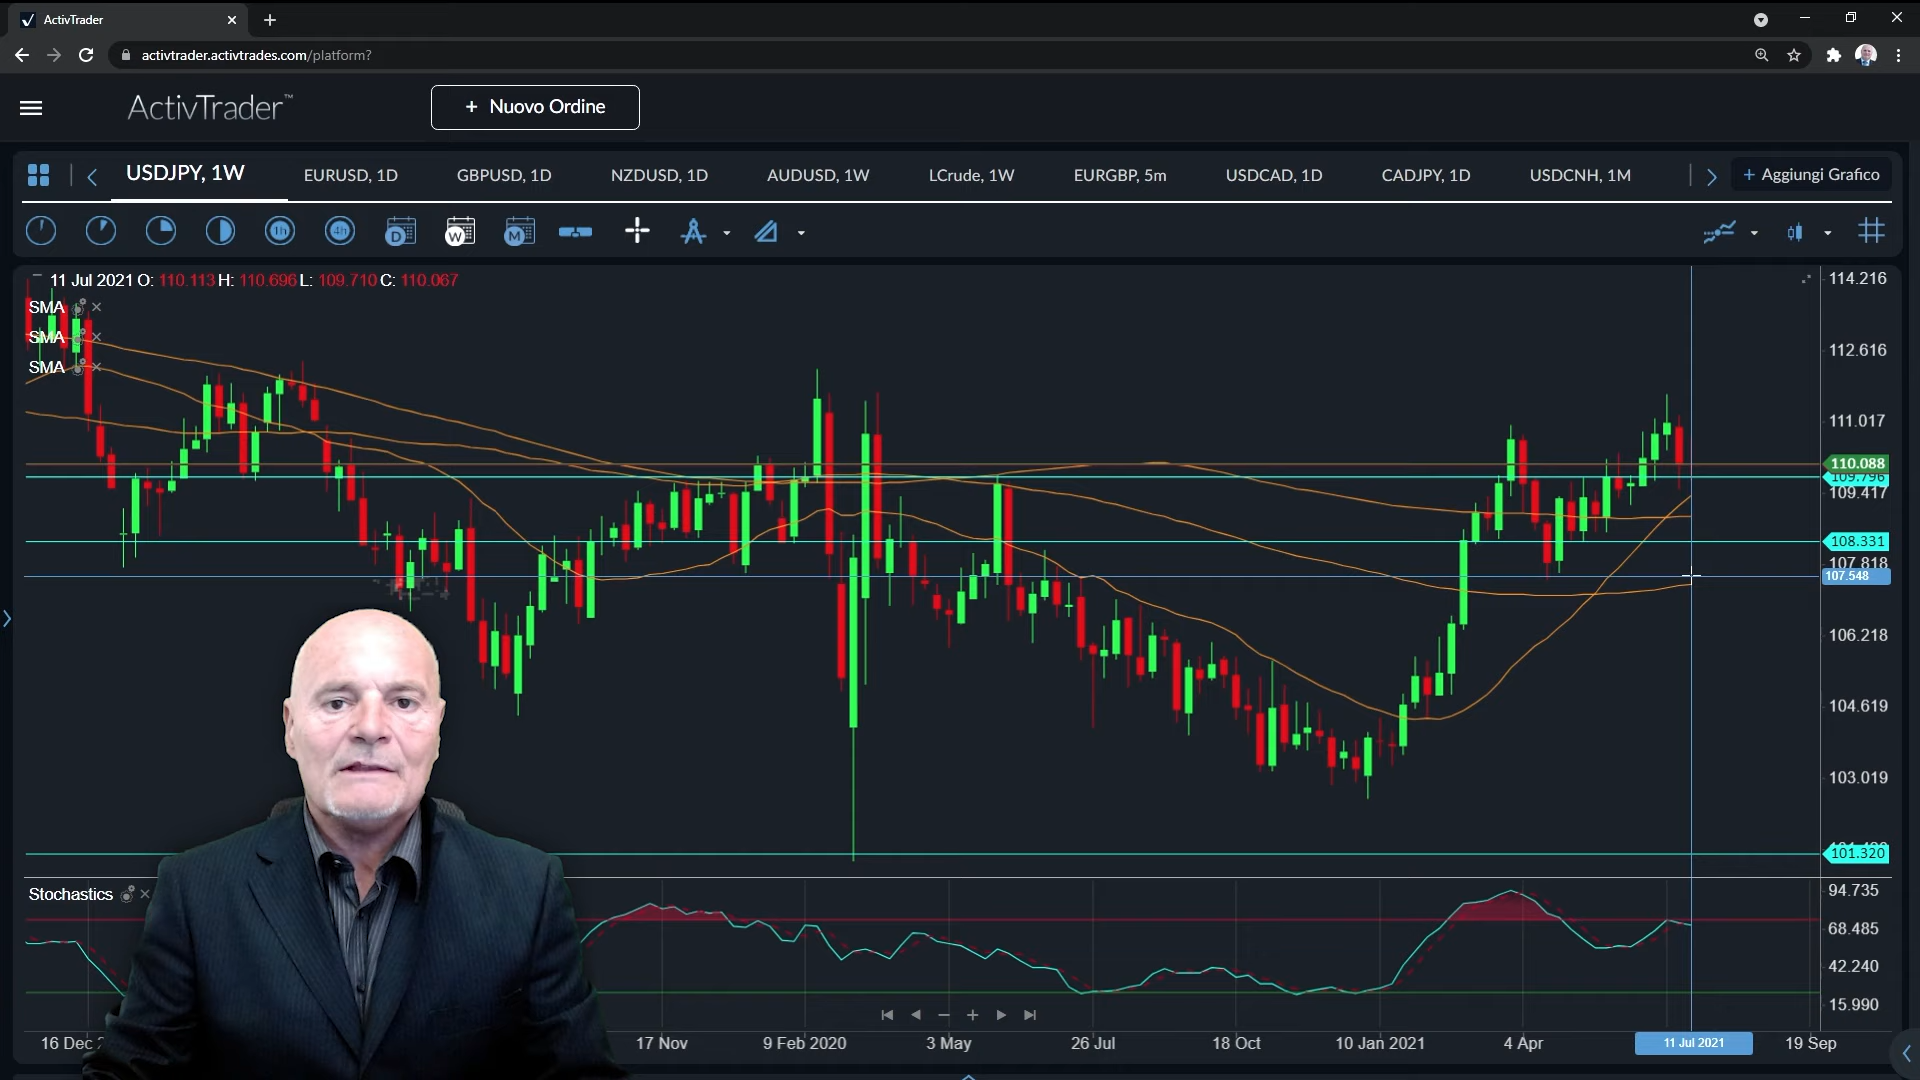 ActivTrader
activtrader.activtrades.com/platform?
ActivTrader™
+ Nuovo Ordine
USDJPY, 1W
EURUSD, 1D
GBPUSD, 1D
NZDUSD, 1D
AUDUSD, 1W
LCrude, 1W
EURGBP, 5m
USDCAD, 1D
CADJPY, 1D
USDCNH, 1M
+ Aggiungi Grafico
1h
4h
D
W
M
11 Jul 2021 O: 110.113 H: 110.696 L: 109.710 C: 110.067
SMA
SMA
SMA
114.216
112.616
111.017
110.088
109.796
109.417
108.331
107.818
107.548
106.218
104.619
103.019
101.320
Stochastics
94.735
68.485
42.240
15.990
16 Dec
17 Nov
9 Feb 2020
3 May
26 Jul
18 Oct
10 Jan 2021
4 Apr
11 Jul 2021
19 Sep